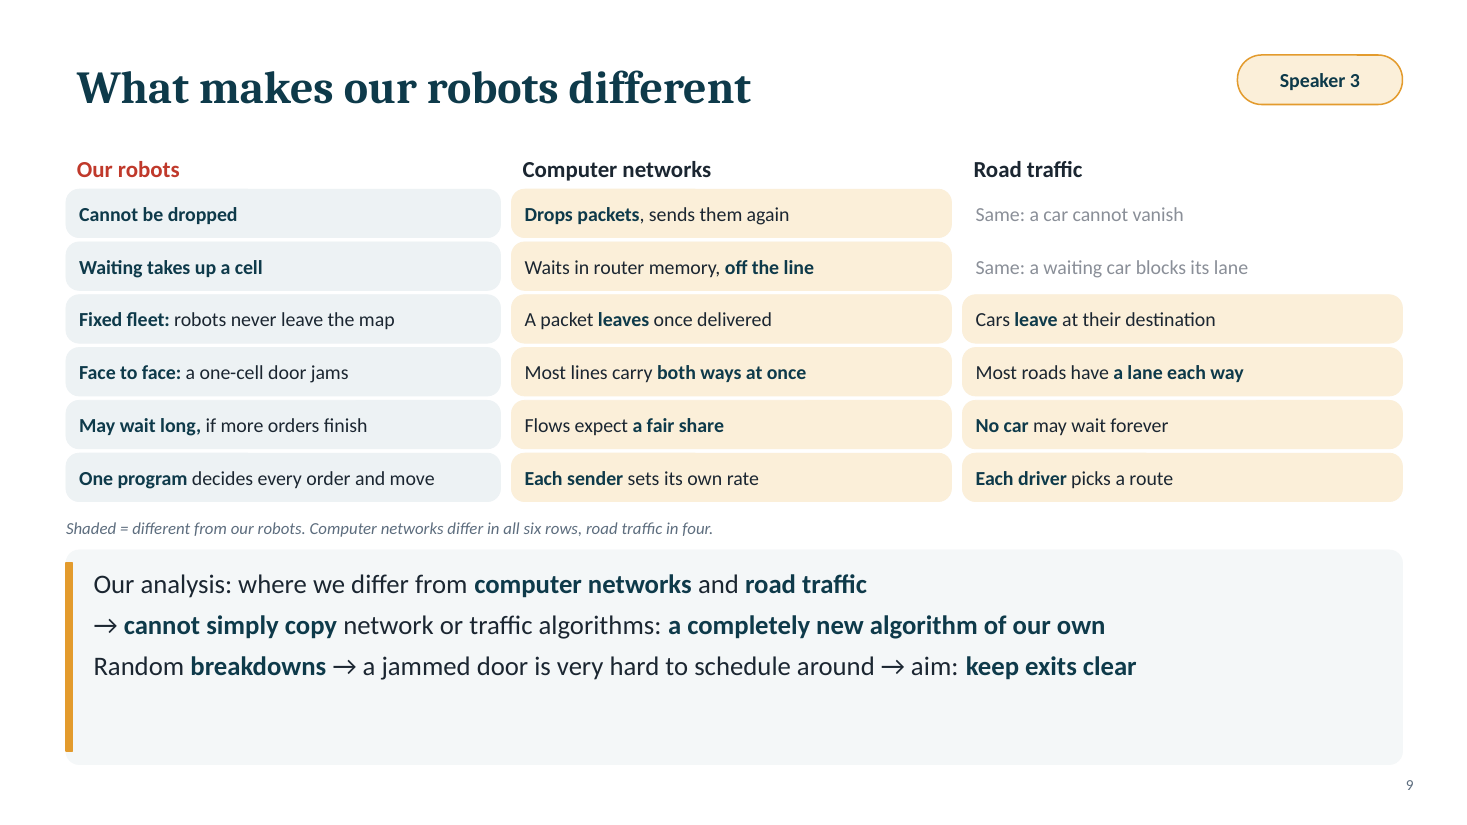 What makes our robots different
Speaker 3
Our robots
Computer networks
Road traffic
Cannot be dropped
Drops packets, sends them again
Same: a car cannot vanish
Waiting takes up a cell
Waits in router memory, off the line
Same: a waiting car blocks its lane
Fixed fleet: robots never leave the map
A packet leaves once delivered
Cars leave at their destination
Face to face: a one-cell door jams
Most lines carry both ways at once
Most roads have a lane each way
May wait long, if more orders finish
Flows expect a fair share
No car may wait forever
One program decides every order and move
Each sender sets its own rate
Each driver picks a route
Shaded = different from our robots. Computer networks differ in all six rows, road traffic in four.
Our analysis: where we differ from computer networks and road traffic
→ cannot simply copy network or traffic algorithms: a completely new algorithm of our own
Random breakdowns → a jammed door is very hard to schedule around → aim: keep exits clear
9